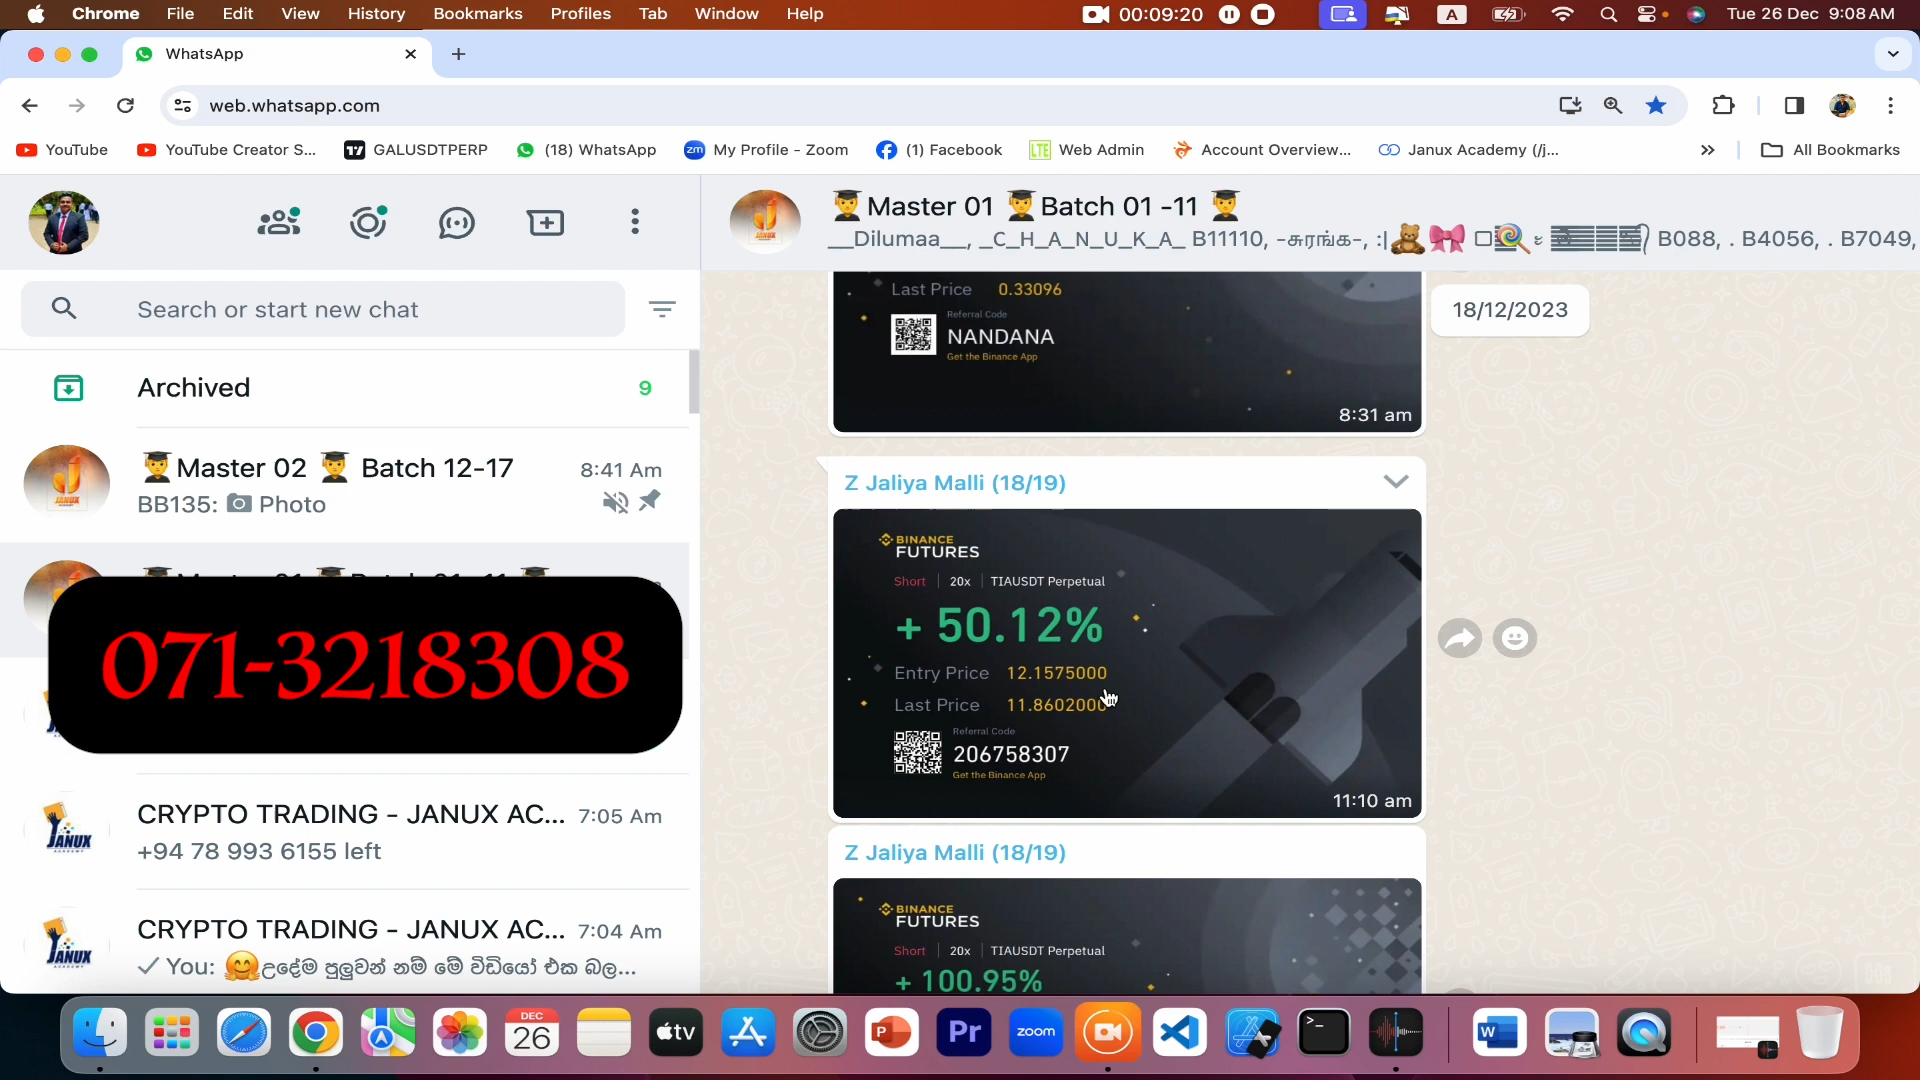 Chrome File Edit View History Bookmarks Profiles Tab Window Help 00:09:20 A Tue 26 Dec 9:08 AM
WhatsApp
web.whatsapp.com
YouTube YouTube Creator S... GALUSDTPERP (18) WhatsApp My Profile - Zoom (1) Facebook Web Admin Account Overview... Janux Academy (/j... All Bookmarks
Master 01 Batch 01 -11
__Dilumaa__, _C_H_A_N_U_K_A_ B11110, B088, . B4056, . B7049,
Search or start new chat
Archived 9
Master 02 Batch 12-17 8:41 Am
BB135: Photo
071-3218308
CRYPTO TRADING - JANUX AC... 7:05 Am
+94 78 993 6155 left
CRYPTO TRADING - JANUX AC... 7:04 Am
You: උදේම පුලුවන් නම් මේ විඩියෝ එක බල...
18/12/2023
Last Price 0.33096
Referral Code
NANDANA
Get the Binance App
8:31 am
Z Jaliya Malli (18/19)
BINANCE
FUTURES
Short 20x TIAUSDT Perpetual
+ 50.12%
Entry Price 12.1575000
Last Price 11.8602000
Referral Code
206758307
Get the Binance App
11:10 am
Z Jaliya Malli (18/19)
BINANCE
FUTURES
Short 20x TIAUSDT Perpetual
+ 100.95%
DEC
26
tv
P
Pr
zoom
W